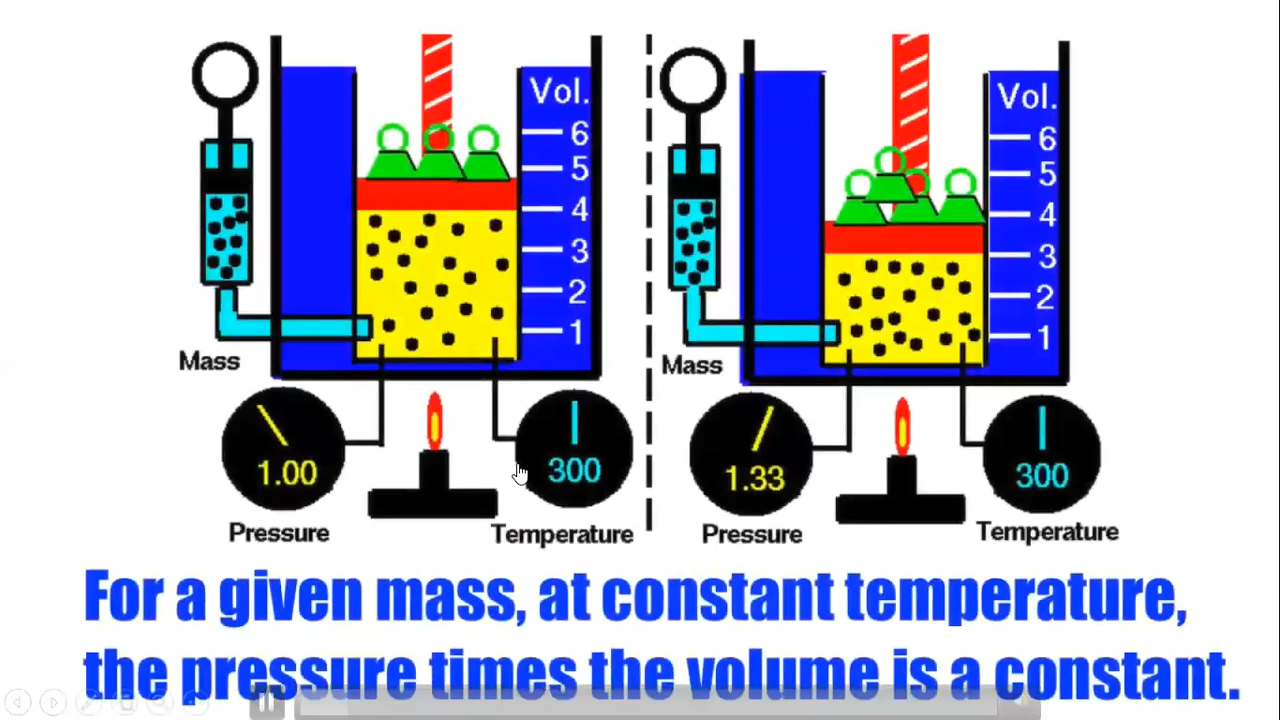 Vol.
6
5
4
3
2
1
Mass
1.00
Pressure
300
Temperature
Vol.
6
5
4
3
2
1
Mass
1.33
Pressure
300
Temperature
For a given mass, at constant temperature,
the pressure times the volume is a constant.